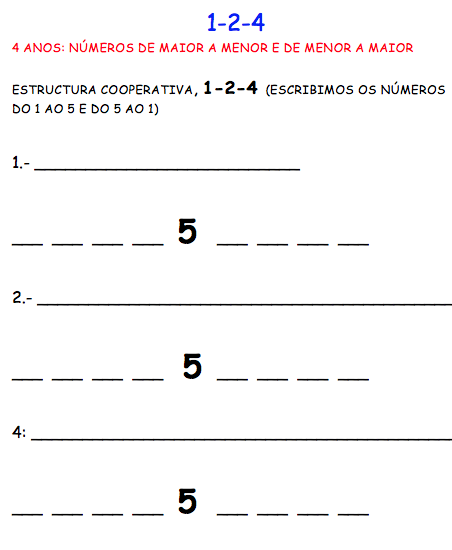 1-2-4
4 ANOS: NÚMEROS DE MAIOR A MENOR E DE MENOR A MAIOR
ESTRUCTURA COOPERATIVA, 1-2-4 (ESCRIBIMOS OS NÚMEROS
DO 1 AO 5 E DO 5 AO 1)
1.- ______________________________
___ ___ ___ ___ 5 ___ ___ ___ ___
2.- ______________________________________________
___ ___ ___ ___ 5 ___ ___ ___ ___
4: ______________________________________________
___ ___ ___ ___ 5 ___ ___ ___ ___